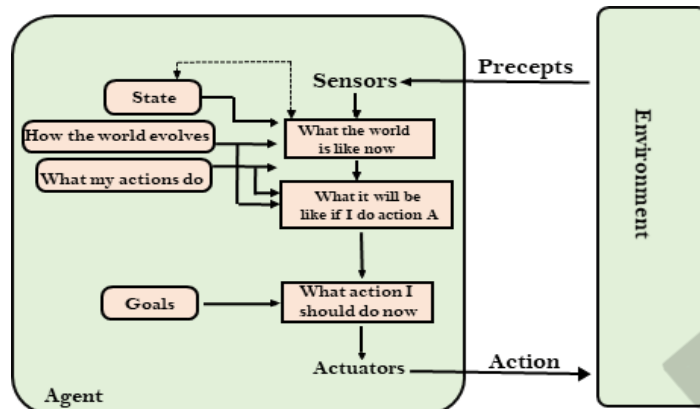 Sensors
Precepts
State
How the world evolves
What the world
is like now
What my actions do
What it will be
like if I do action A
Environment
Goals
What action I
should do now
Actuators
Action
Agent